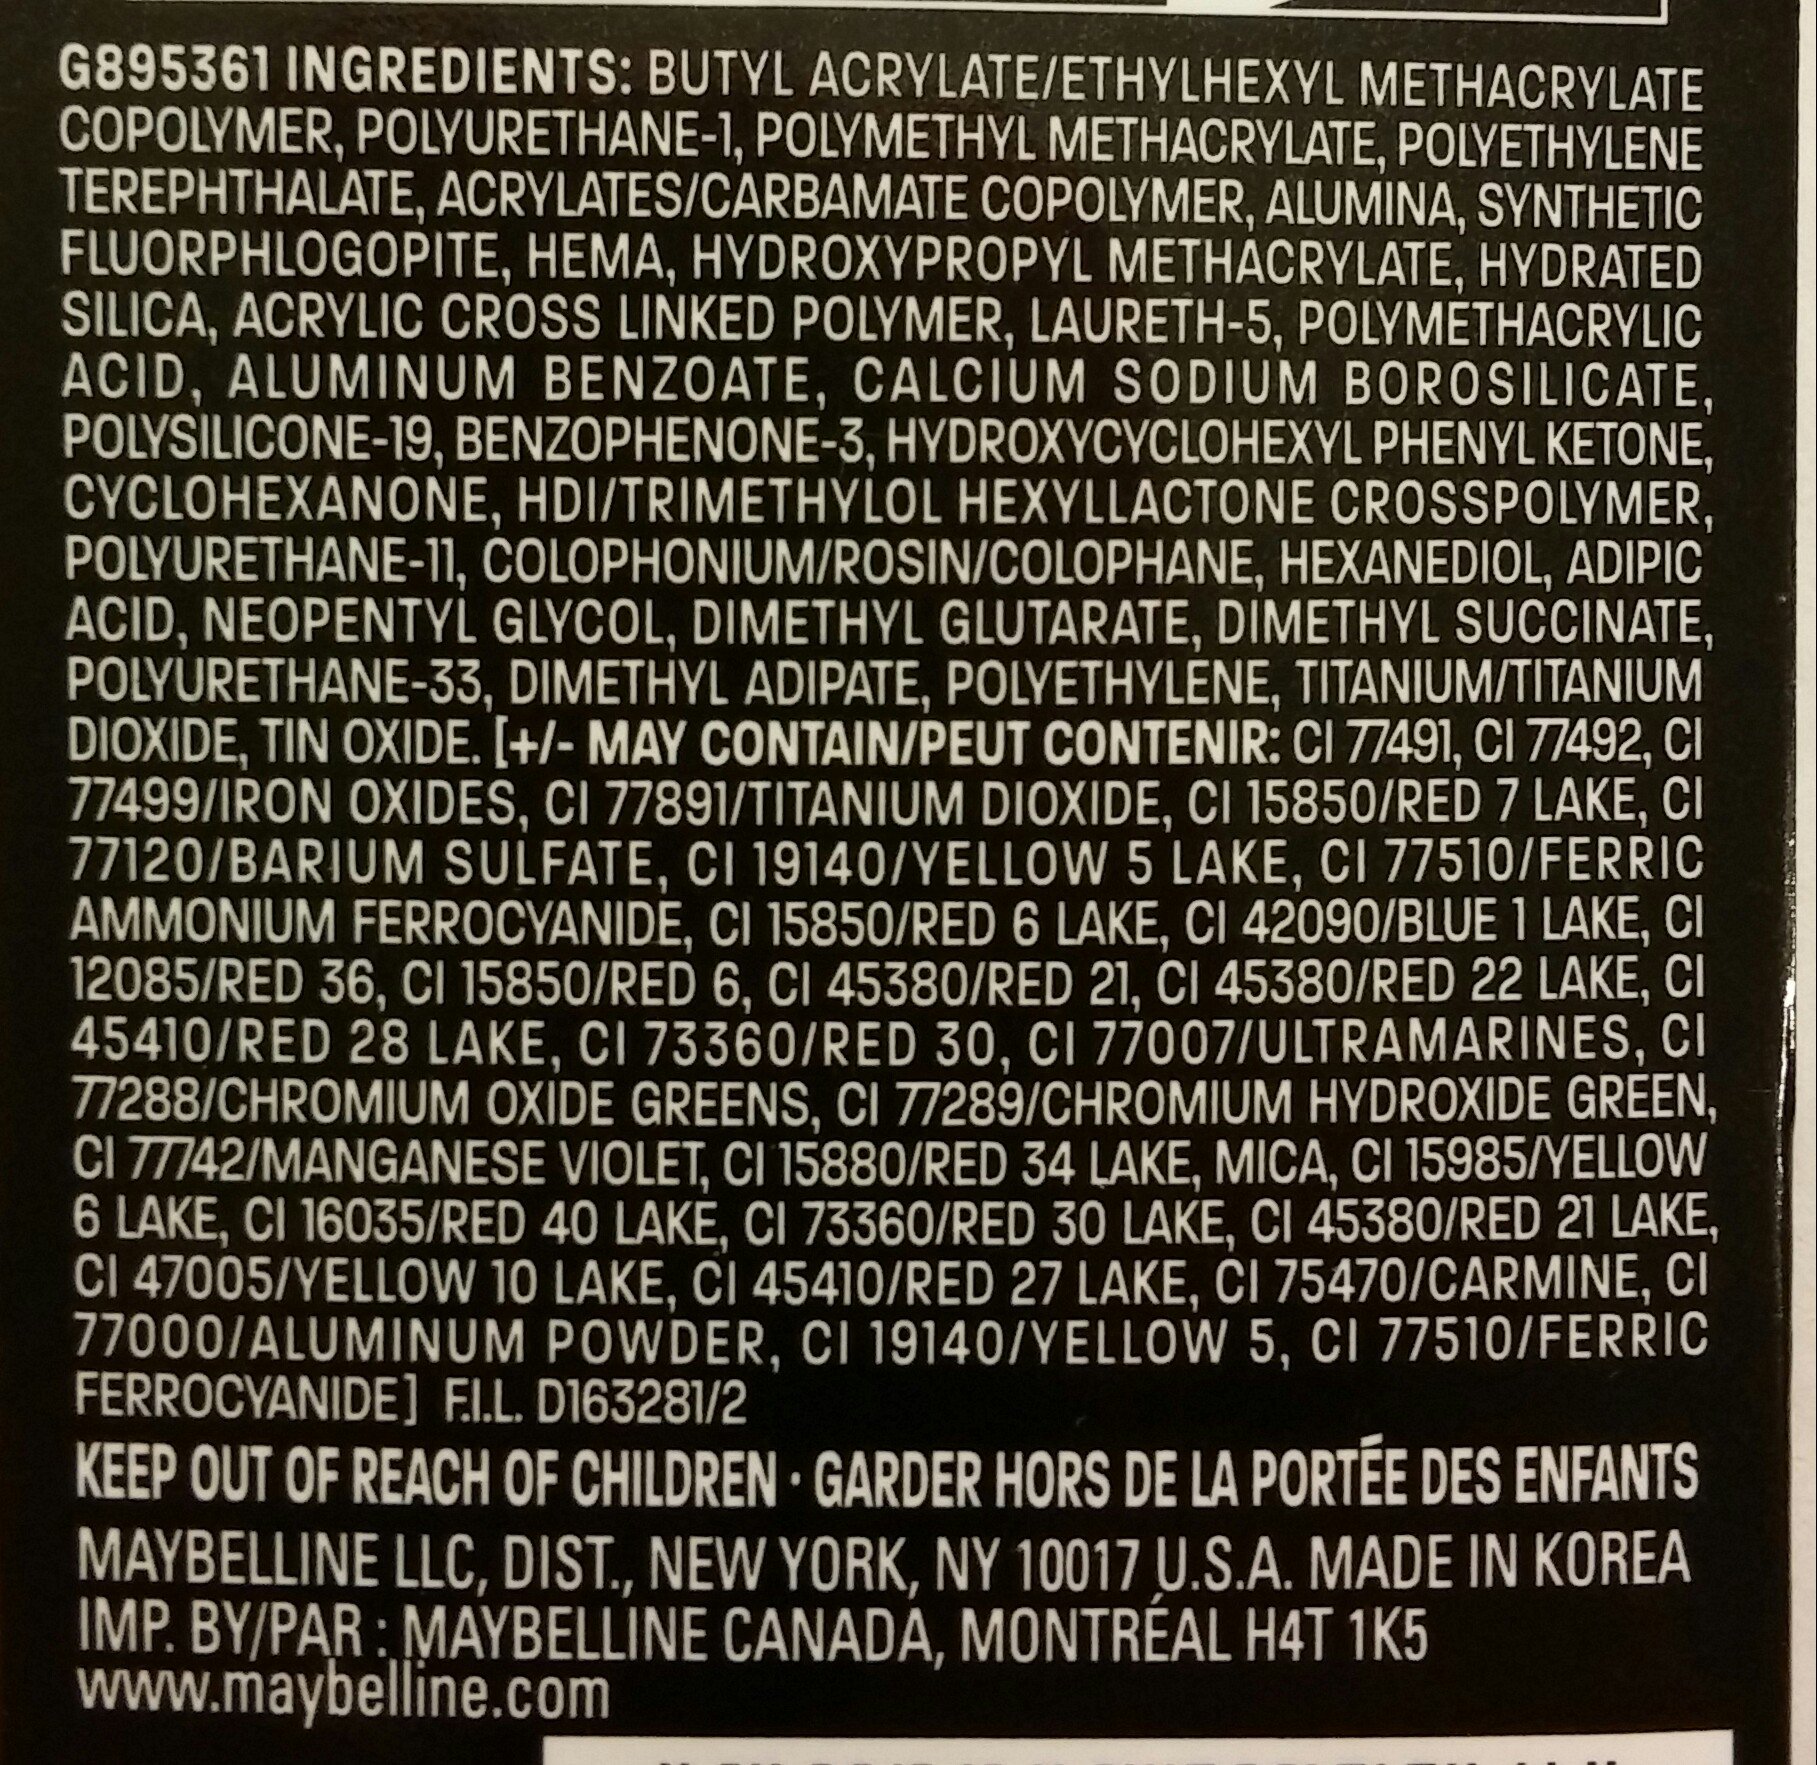 G895361 INGREDIENTS: BUTYL ACRYLATE/ETHYLHEXYL METHACRYLATE
COPOLYMER, POLYURETHANE-1, POLYMETHYL METHACRYLATE, POLYETHYLENE
TEREPHTHALATE, ACRYLATES/CARBAMATE COPOLYMER, ALUMINA, SYNTHETIC
FLUORPHLOGOPITE, HEMA, HYDROXYPROPYL METHACRYLATE, HYDRATED
SILICA, ACRYLIC CROSS LINKED POLYMER, LAURETH-5, POLYMETHACRYLIC
ACID, ALUMINUM BENZOATE, CALCIUM SODIUM BOROSILICATE,
POLYSILICONE-19, BENZOPHENONE-3, HYDROXYCYCLOHEXYL PHENYL KETONE,
CYCLOHEXANONE, HDI/TRIMETHYLOL HEXYLLACTONE CROSSPOLYMER,
POLYURETHANE-11, COLOPHONIUM/ROSIN/COLOPHANE, HEXANEDIOL, ADIPIC
ACID, NEOPENTYL GLYCOL, DIMETHYL GLUTARATE, DIMETHYL SUCCINATE,
POLYURETHANE-33, DIMETHYL ADIPATE, POLYETHYLENE, TITANIUM/TITANIUM
DIOXIDE, TIN OXIDE. [+/- MAY CONTAIN/PEUT CONTENIR: CI 77491, CI 77492, CI
77499/IRON OXIDES, CI 77891/TITANIUM DIOXIDE, CI 15850/RED 7 LAKE, CI
77120/BARIUM SULFATE, CI 19140/YELLOW 5 LAKE, CI 77510/FERRIC
AMMONIUM FERROCYANIDE, CI 15850/RED 6 LAKE, CI 42090/BLUE 1 LAKE, CI
12085/RED 36, CI 15850/RED 6, CI 45380/RED 21, CI 45380/RED 22 LAKE, CI
45410/RED 28 LAKE, CI 73360/RED 30, CI 77007/ULTRAMARINES, CI
77288/CHROMIUM OXIDE GREENS, CI 77289/CHROMIUM HYDROXIDE GREEN,
CI 77742/MANGANESE VIOLET, CI 15880/RED 34 LAKE, MICA, CI 15985/YELLOW
6 LAKE, CI 16035/RED 40 LAKE, CI 73360/RED 30 LAKE, CI 45380/RED 21 LAKE,
CI 47005/YELLOW 10 LAKE, CI 45410/RED 27 LAKE, CI 75470/CARMINE, CI
77000/ALUMINUM POWDER, CI 19140/YELLOW 5, CI 77510/FERRIC
FERROCYANIDE] F.I.L. D163281/2
KEEP OUT OF REACH OF CHILDREN • GARDER HORS DE LA PORTÉE DES ENFANTS
MAYBELLINE LLC, DIST., NEW YORK, NY 10017 U.S.A. MADE IN KOREA
IMP. BY/PAR : MAYBELLINE CANADA, MONTRÉAL H4T 1K5
www.maybelline.com